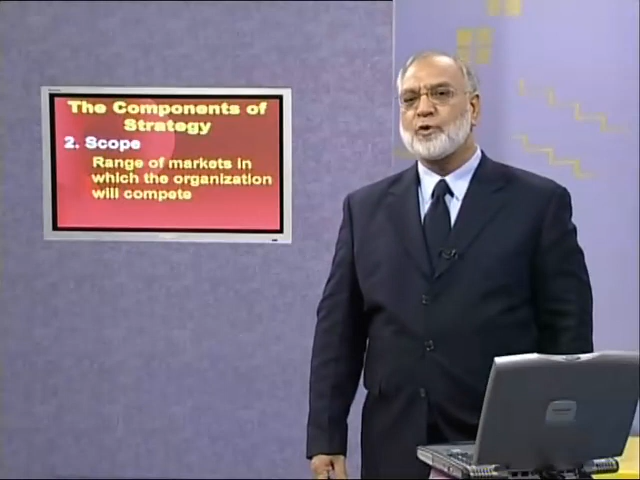 The Components of
Strategy
2. Scope
Range of markets in
which the organization
will compete